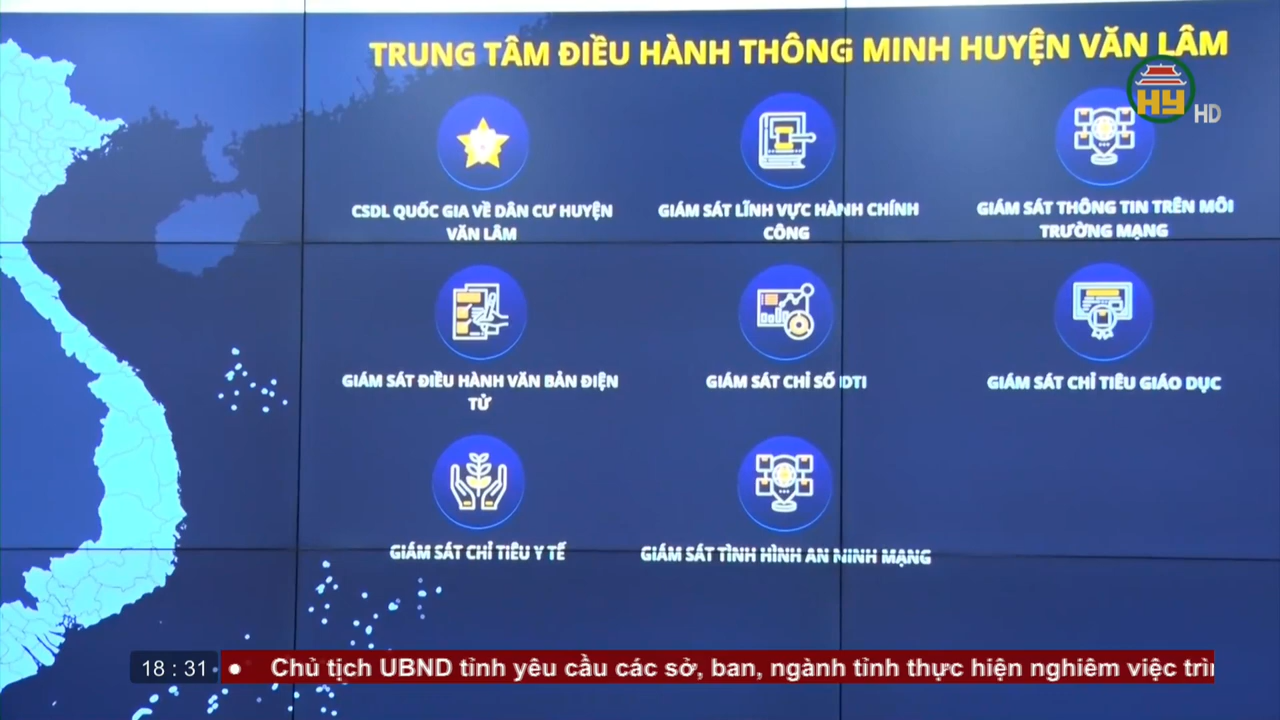 TRUNG TÂM ĐIỀU HÀNH THÔNG MINH HUYỆN VĂN LÂM
HY HD
CSDL QUỐC GIA VỀ DÂN CƯ HUYỆN
VĂN LÂM
GIÁM SÁT LĨNH VỰC HÀNH CHÍNH
CÔNG
GIÁM SÁT THÔNG TIN TRÊN MÔI
TRƯỜNG MẠNG
GIÁM SÁT ĐIỀU HÀNH VĂN BẢN ĐIỆN
TỬ
GIÁM SÁT CHỈ SỐ DTI
GIÁM SÁT CHỈ TIÊU GIÁO DỤC
GIÁM SÁT CHỈ TIÊU Y TẾ
GIÁM SÁT TÌNH HÌNH AN NINH MẠNG
18 : 31
Chủ tịch UBND tỉnh yêu cầu các sở, ban, ngành tỉnh thực hiện nghiêm việc